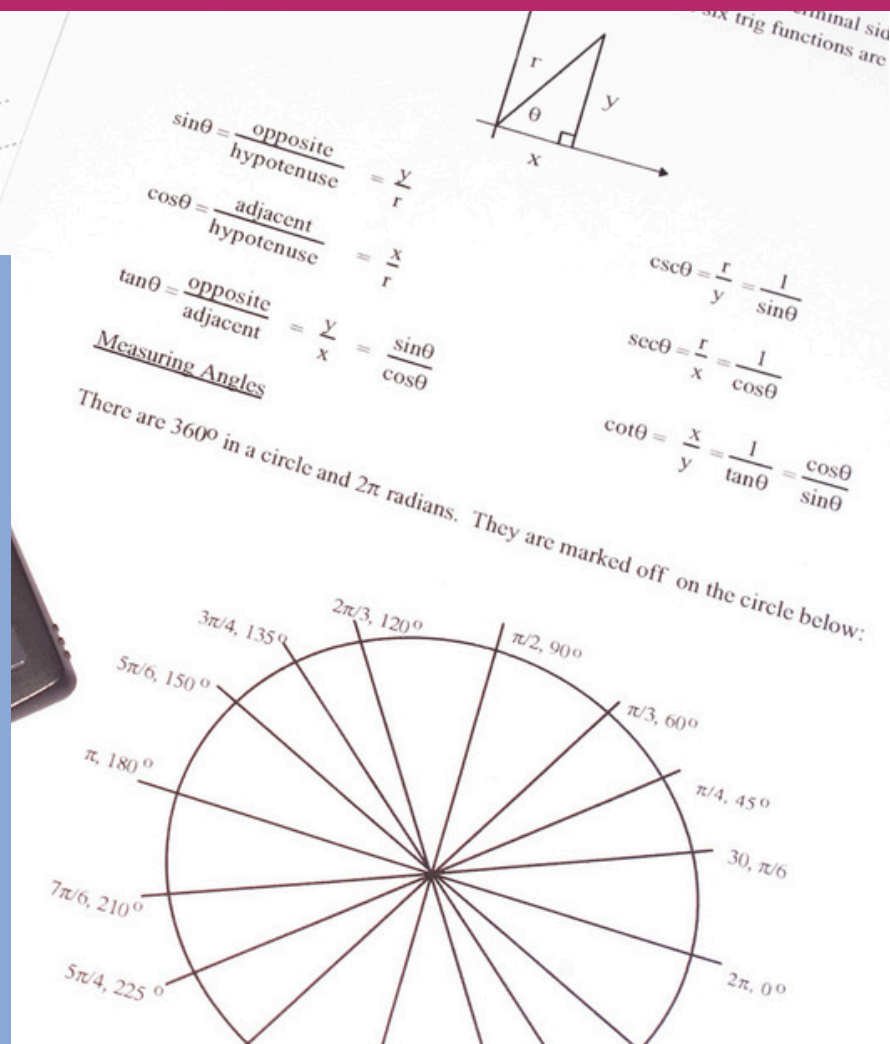 minal sid
six trig functions are
r
θ
y
x
sinθ = opposite/hypotenuse = y/r
cosθ = adjacent/hypotenuse = x/r
tanθ = opposite/adjacent = y/x = sinθ/cosθ
cscθ = r/y = 1/sinθ
secθ = r/x = 1/cosθ
cotθ = x/y = 1/tanθ = cosθ/sinθ
Measuring Angles
There are 360º in a circle and 2π radians. They are marked off on the circle below:
2π/3, 120º
π/2, 90º
3π/4, 135º
π/3, 60º
5π/6, 150º
π/4, 45º
π, 180º
30, π/6
7π/6, 210º
2π, 0º
5π/4, 225º